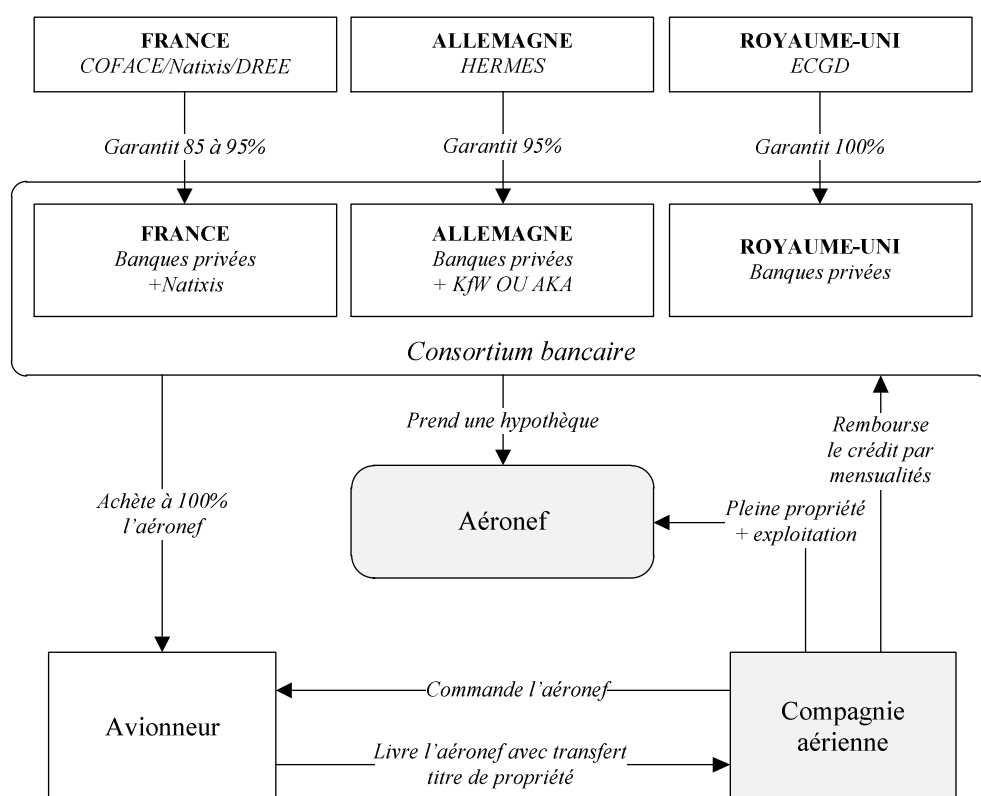 FRANCE
COFACE/Natixis/DREE
ALLEMAGNE
HERMES
ROYAUME-UNI
ECGD
Garantit 85 à 95%
Garantit 95%
Garantit 100%
FRANCE
Banques privées
+Natixis
ALLEMAGNE
Banques privées
+ KfW OU AKA
ROYAUME-UNI
Banques privées
Consortium bancaire
Prend une hypothèque
Rembourse
le crédit par
mensualités
Achète à 100%
l’aéronef
Aéronef
Pleine propriété
+ exploitation
Commande l’aéronef
Avionneur
Compagnie
aérienne
Livre l’aéronef avec transfert
titre de propriété